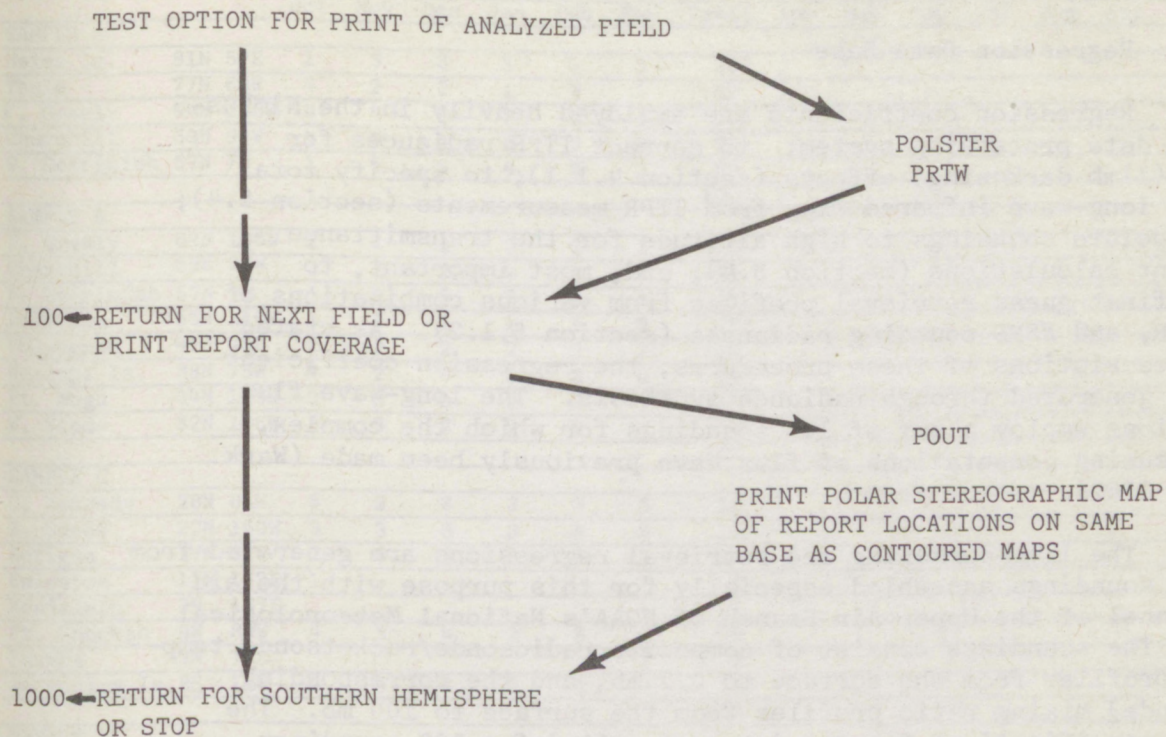 TEST OPTION FOR PRINT OF ANALYZED FIELD
POLSTER
PRTW
100 RETURN FOR NEXT FIELD OR
PRINT REPORT COVERAGE
POUT
PRINT POLAR STEREOGRAPHIC MAP
OF REPORT LOCATIONS ON SAME
BASE AS CONTOURED MAPS
1000 RETURN FOR SOUTHERN HEMISPHERE
OR STOP